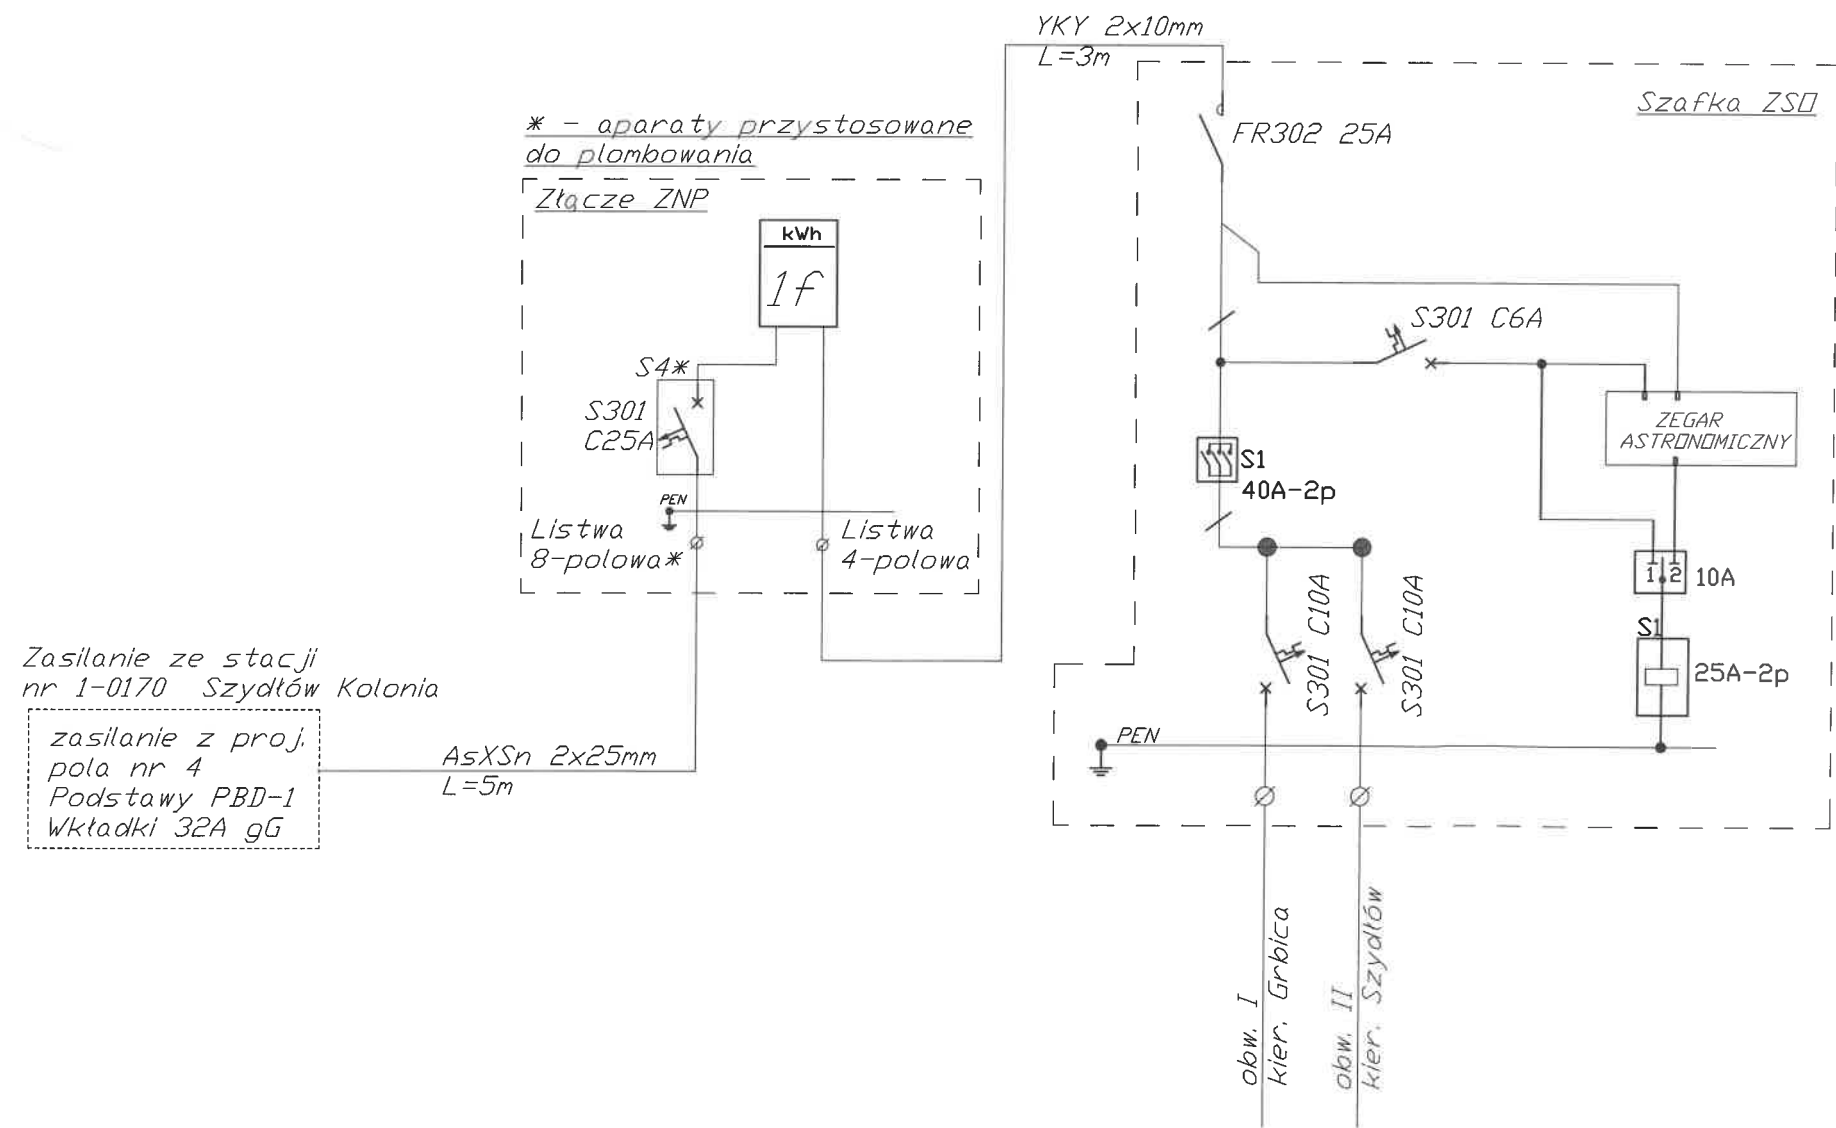 YKY 2x10mm
L=3m
Szafka ZSO
* - aparaty przystosowane
do plombowania
FR302 25A
Złącze ZNP
kWh
1f
S301 C6A
S4*
S301
C25A
ZEGAR
ASTRONOMICZNY
S1
40A-2p
PEN
Listwa
8-polowa*
Listwa
4-polowa
1 2
10A
S301 C10A
S301 C10A
S1
25A-2p
Zasilanie ze stacji
nr 1-0170 Szydłów Kolonia
zasilanie z proj.
pola nr 4
Podstawy PBD-1
Wkładki 32A gG
AsXSn 2x25mm
L=5m
PEN
obw. I
kier. Grbica
obw. II
kier. Szydłów